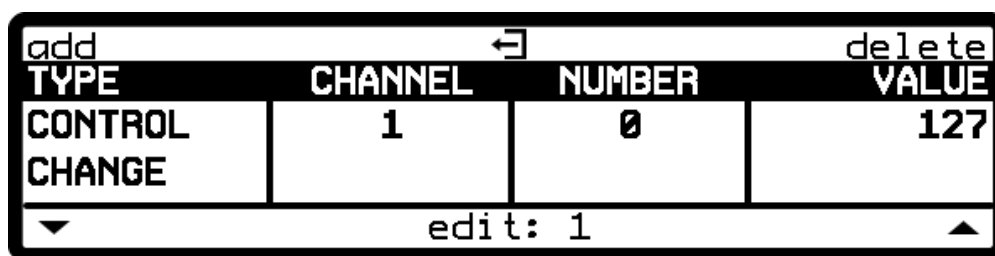 add delete
TYPE CHANNEL NUMBER VALUE
CONTROL CHANGE 1 0 127
edit: 1